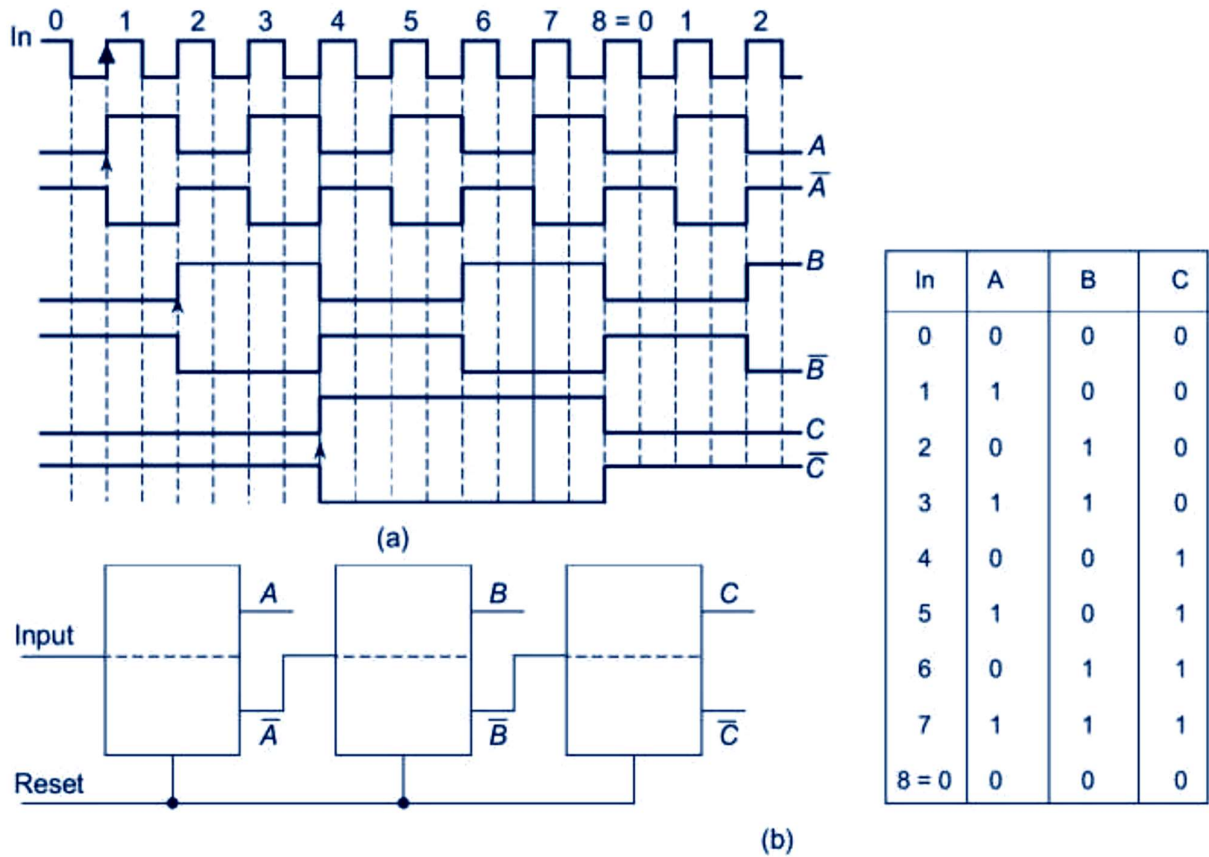 0 1 2 3 4 5 6 7 8 = 0 1 2
In
A
A̅
B
B̅
C
C̅
(a)
A B C
Input
A̅ B̅ C̅
Reset
(b)
In A B C
0 0 0 0
1 1 0 0
2 0 1 0
3 1 1 0
4 0 0 1
5 1 0 1
6 0 1 1
7 1 1 1
8 = 0 0 0 0